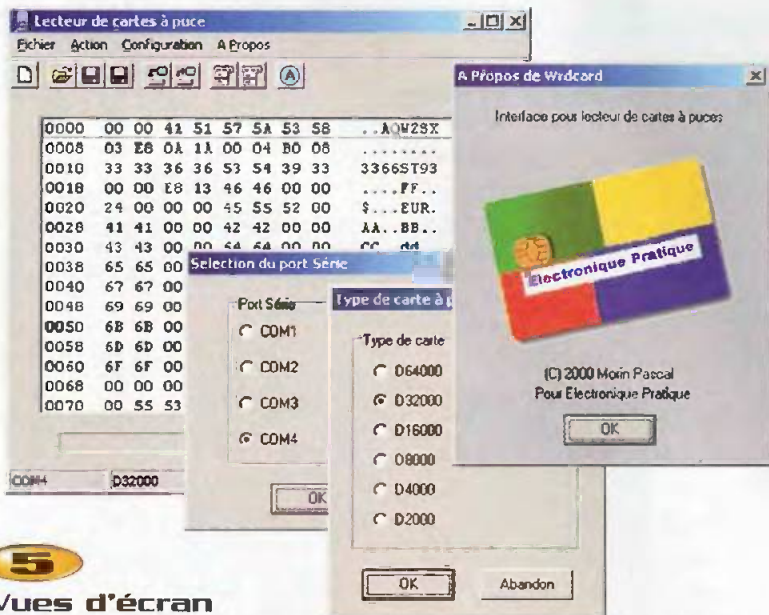 Lecteur de cartes à puce
Fichier Action Configuration A Propos
0000 00 00 41 51 57 5A 53 58 ..AQWZSX
0008 03 E8 0A 1A 00 04 B0 08 ........
0010 33 33 36 36 53 54 39 33 3366ST93
0018 00 00 E8 13 46 46 00 00 ....FF..
0020 24 00 00 00 45 55 52 00 $...EUR.
0028 41 41 00 00 42 42 00 00 AA..BB..
0030 43 43 00 00 64 64 00 00 CC..dd
0038 65 65 00
0040 67 67 00
0048 69 69 00
0050 6B 6B 00
0058 6D 6D 00
0060 6F 6F 00
0068 00 00 00
0070 00 55 53
COM4 D32000
Selection du port Série
Port Série
COM1
COM2
COM3
COM4
OK
Type de carte à p
Type de carte
D64000
D32000
D16000
D8000
D4000
D2000
OK Abandon
A Propos de Wrdcard
Interface pour lecteur de cartes à puces
Electronique Pratique
(C) 2000 Morin Pascal
Pour Electronique Pratique
OK
5
Vues d'écran